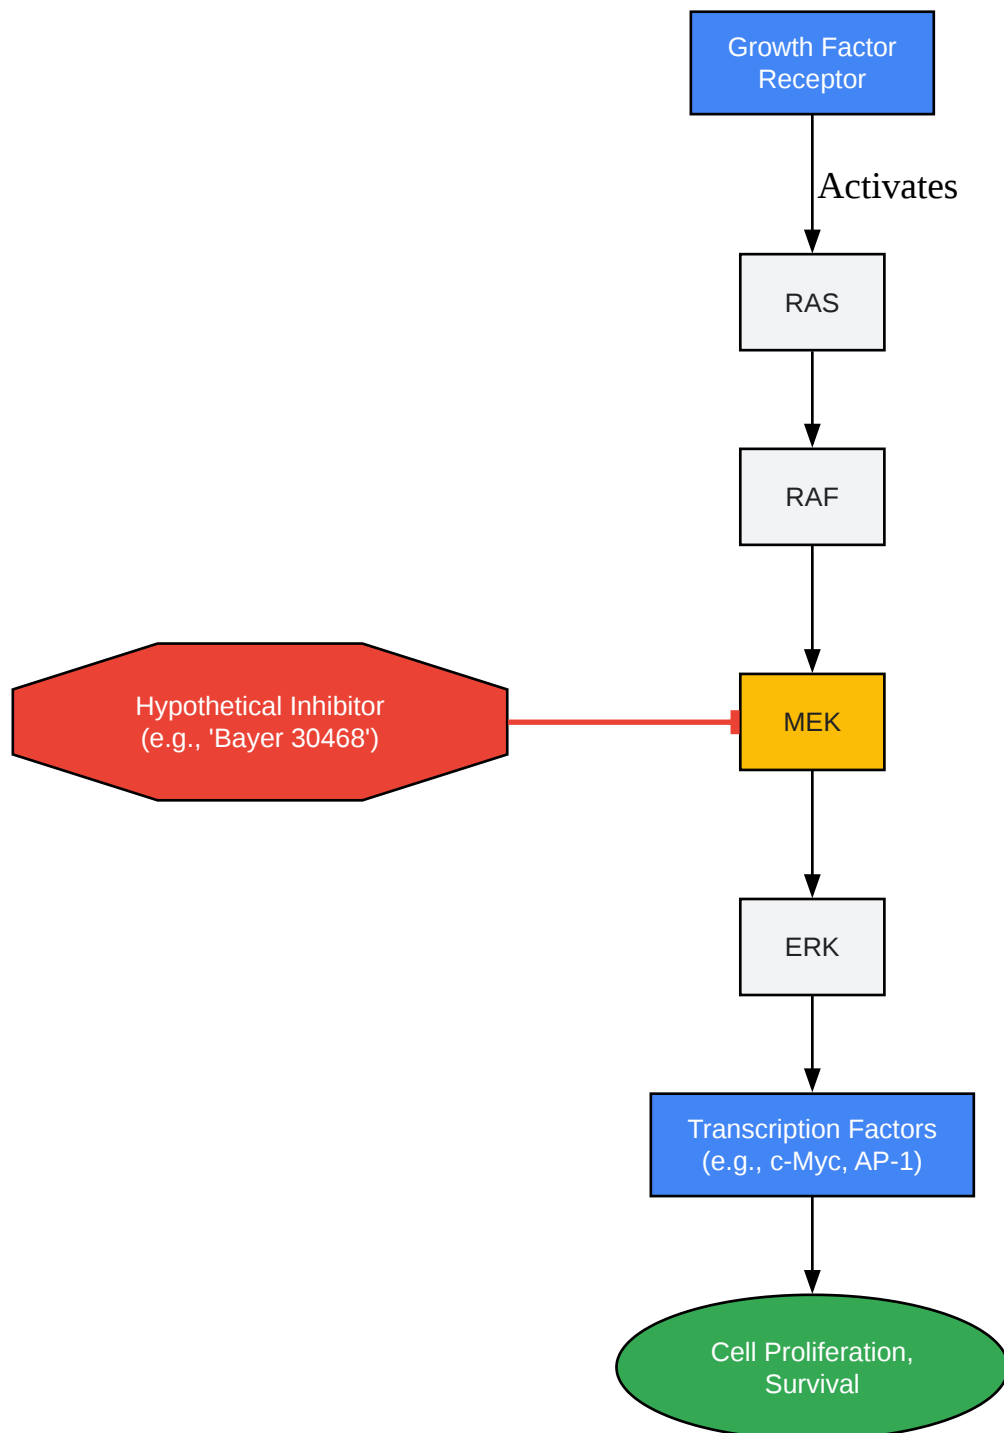 Growth Factor
Receptor
Activates
RAS
RAF
Hypothetical Inhibitor
(e.g., 'Bayer 30468')
MEK
ERK
Transcription Factors
(e.g., c-Myc, AP-1)
Cell Proliferation,
Survival